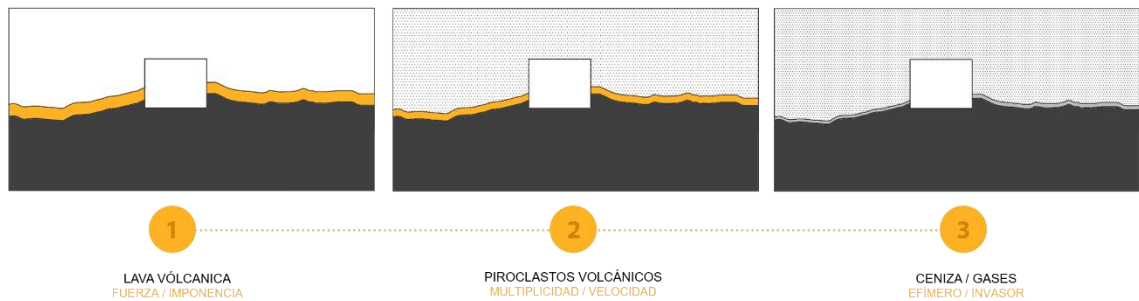 1
2
3
LAVA VÓLCANICA
FUERZA / IMPONENCIA
PIROCLASTOS VOLCÁNICOS
MULTIPLICIDAD / VELOCIDAD
CENIZA / GASES
EFÍMERO / INVASOR